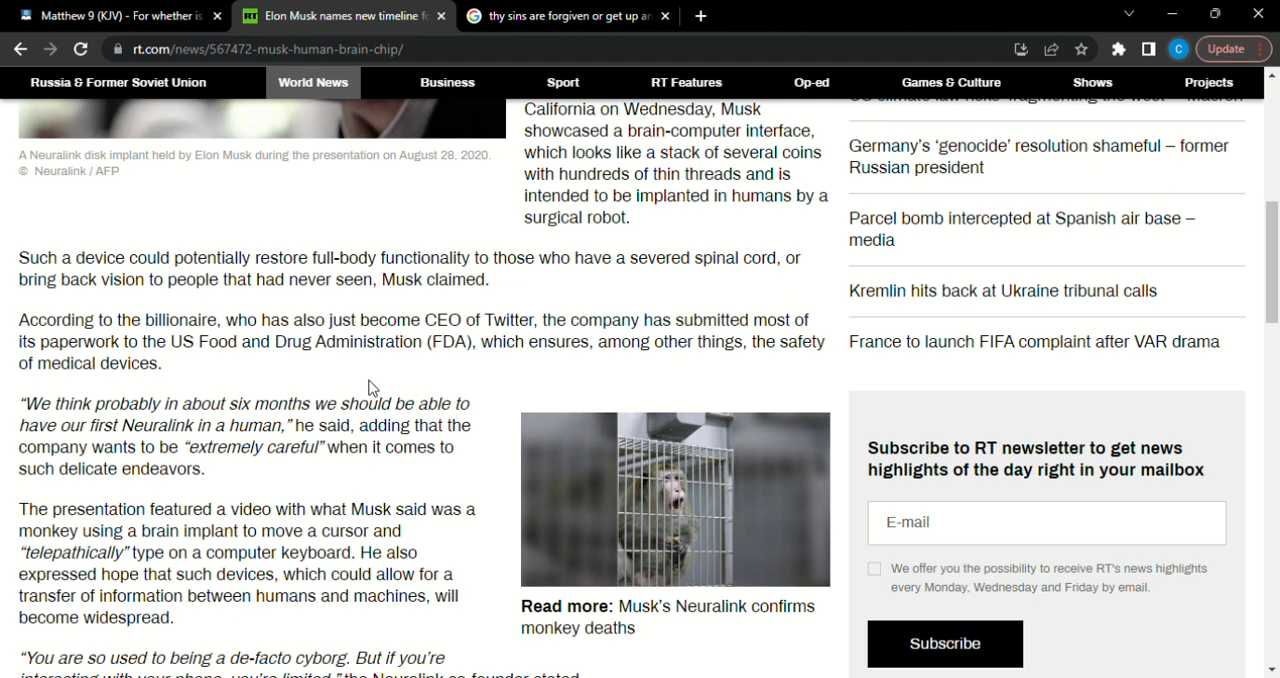 Matthew 9 (KJV) - For whether is
Elon Musk names new timeline fo
thy sins are forgiven or get up an
rt.com/news/567472-musk-human-brain-chip/
C
Update
Russia & Former Soviet Union
World News
Business
Sport
RT Features
Op-ed
Games & Culture
Shows
Projects
A Neuralink disk implant held by Elon Musk during the presentation on August 28, 2020.
© Neuralink / AFP
California on Wednesday, Musk
showcased a brain-computer interface,
which looks like a stack of several coins
with hundreds of thin threads and is
intended to be implanted in humans by a
surgical robot.
Such a device could potentially restore full-body functionality to those who have a severed spinal cord, or
bring back vision to people that had never seen, Musk claimed.
According to the billionaire, who has also just become CEO of Twitter, the company has submitted most of
its paperwork to the US Food and Drug Administration (FDA), which ensures, among other things, the safety
of medical devices.
“We think probably in about six months we should be able to
have our first Neuralink in a human,” he said, adding that the
company wants to be “extremely careful” when it comes to
such delicate endeavors.
The presentation featured a video with what Musk said was a
monkey using a brain implant to move a cursor and
“telepathically” type on a computer keyboard. He also
expressed hope that such devices, which could allow for a
transfer of information between humans and machines, will
become widespread.
“You are so used to being a de-facto cyborg. But if you’re
interacting with your phone, you’re limited,” the Neuralink co-founder stated
Read more: Musk’s Neuralink confirms
monkey deaths
Germany’s ‘genocide’ resolution shameful – former
Russian president
Parcel bomb intercepted at Spanish air base –
media
Kremlin hits back at Ukraine tribunal calls
France to launch FIFA complaint after VAR drama
Subscribe to RT newsletter to get news
highlights of the day right in your mailbox
E-mail
We offer you the possibility to receive RT's news highlights
every Monday, Wednesday and Friday by email.
Subscribe